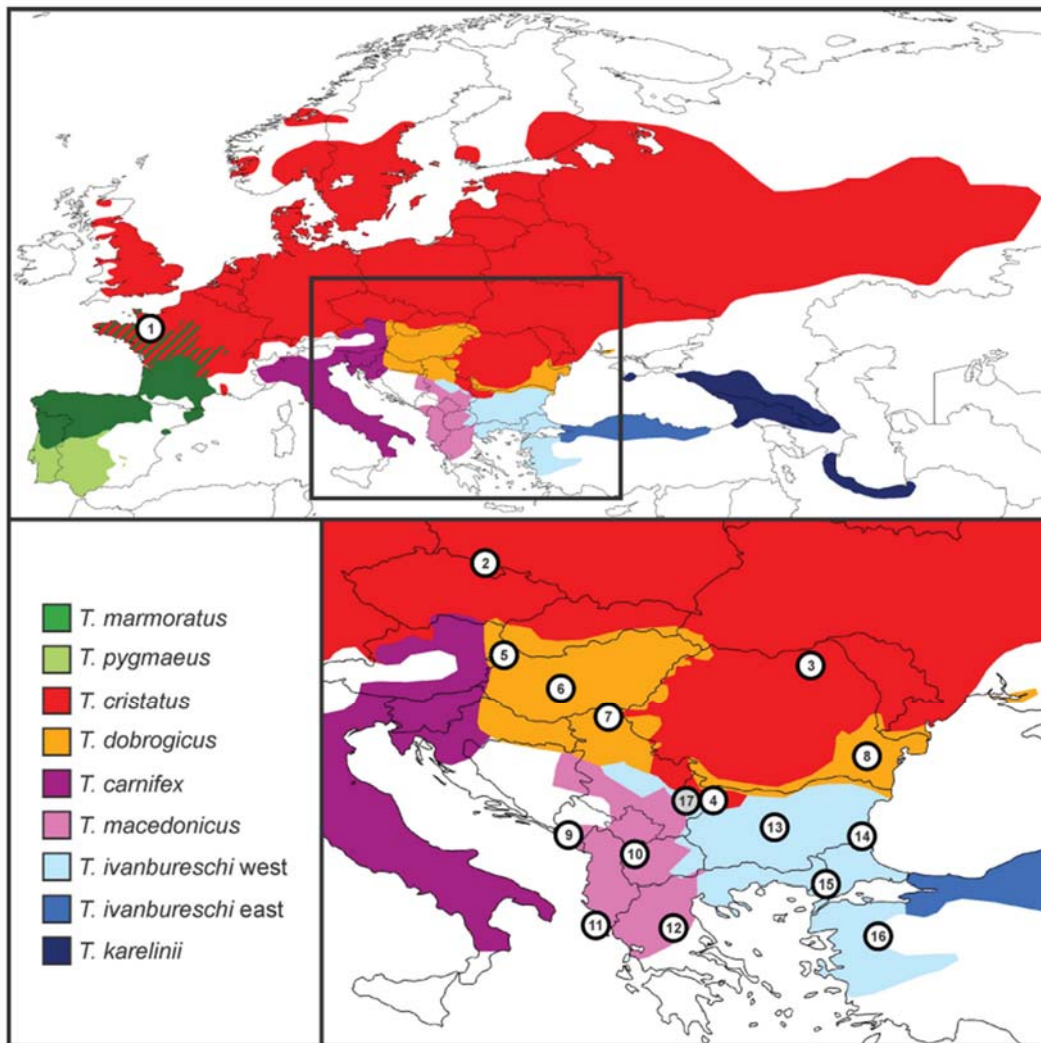 1
2
3
4
5
6
7
8
9
10
11
12
13
14
15
16
17
T. marmoratus
T. pygmaeus
T. cristatus
T. dobrogicus
T. carnifex
T. macedonicus
T. ivanbureschi west
T. ivanbureschi east
T. karelinii